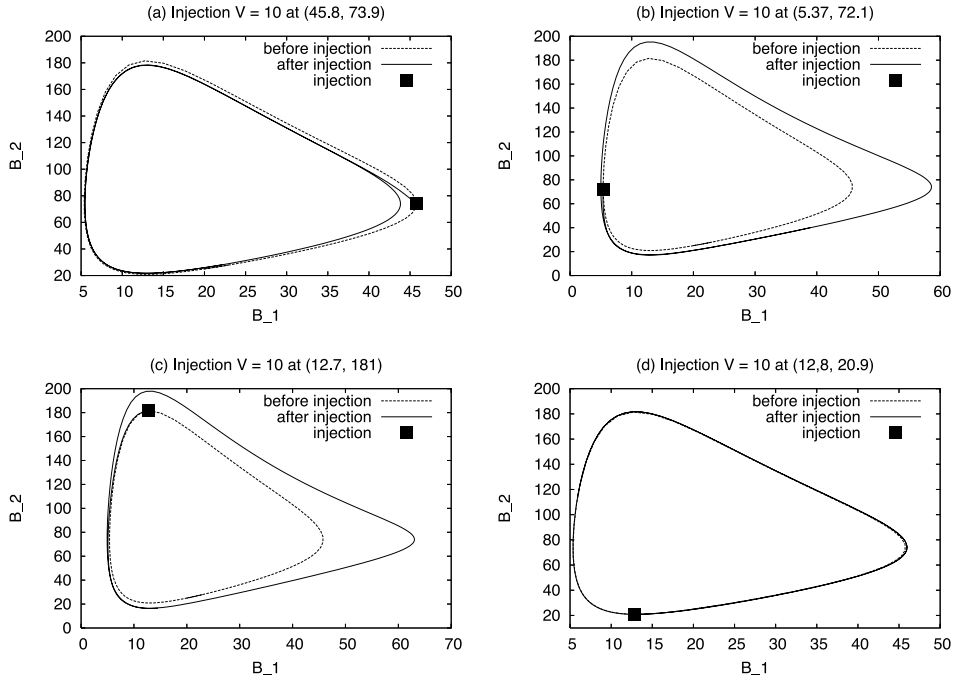 (a) Injection V = 10 at (45.8, 73.9)
200
180
160
140
120
100
80
60
40
20
B_2
before injection
after injection
injection
5 10 15 20 25 30 35 40 45 50
B_1
(b) Injection V = 10 at (5.37, 72.1)
200
180
160
140
120
100
80
60
40
20
0
B_2
before injection
after injection
injection
0 10 20 30 40 50 60
B_1
(c) Injection V = 10 at (12.7, 181)
200
180
160
140
120
100
80
60
40
20
0
B_2
before injection
after injection
injection
0 10 20 30 40 50 60 70
B_1
(d) Injection V = 10 at (12,8, 20.9)
200
180
160
140
120
100
80
60
40
20
B_2
before injection
after injection
injection
5 10 15 20 25 30 35 40 45 50
B_1